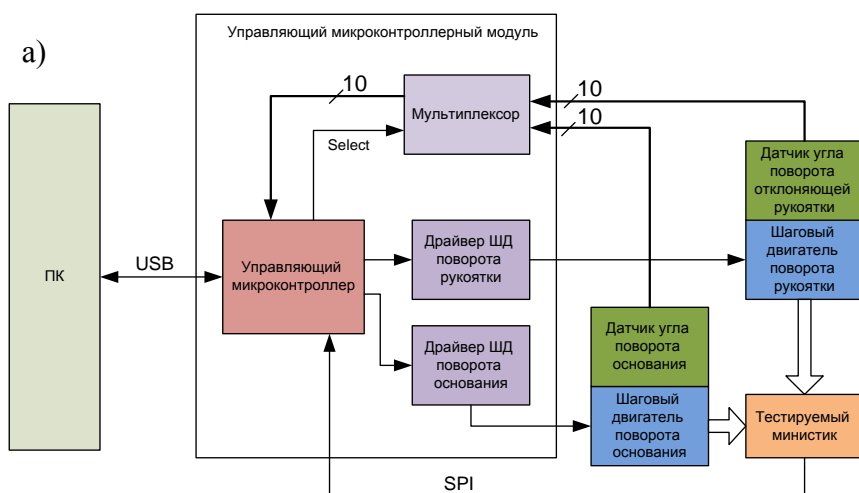 Управляющий микроконтроллерный модуль
а)
10
10
Мультиплексор
10
Select
Датчик угла
поворота
отклоняющей
рукоятки
Драйвер ШД
поворота
рукоятки
Шаговый
двигатель
поворота
рукоятки
USB
Управляющий
микроконтроллер
ПК
Датчик угла
поворота
основания
Драйвер ШД
поворота
основания
Шаговый
двигатель
поворота
основания
Тестируемый
министик
SPI